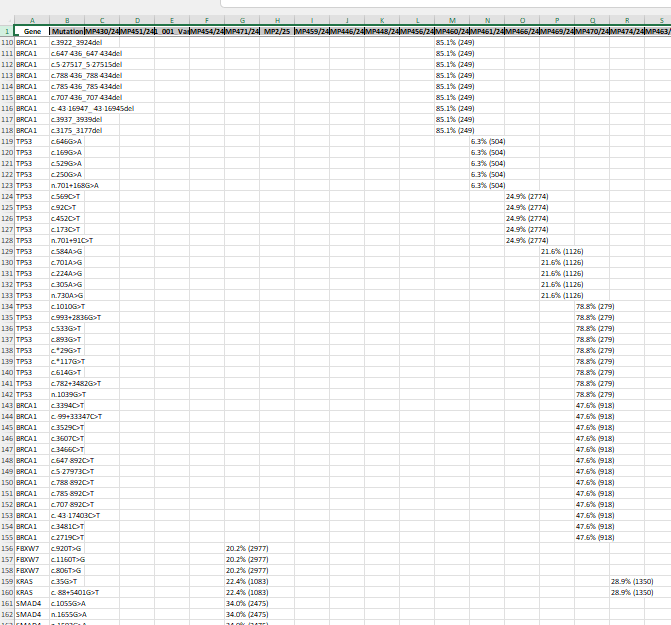 A B C D E F G H I J K L M N O P Q R S
1 Gene Mutation MP430/24 MP451/24 1_001_Var MP454/24 MP471/24 MP2/25 MP459/24 MP446/24 MP448/24 MP456/24 MP460/24 MP461/24 MP466/24 MP469/24 MP470/24 MP474/24 MP463/
110 BRCA1 c.3922_3924del 85.1% (249)
111 BRCA1 c.647-436_647-434del 85.1% (249)
112 BRCA1 c.5-27517_5-27515del 85.1% (249)
113 BRCA1 c.788-436_788-434del 85.1% (249)
114 BRCA1 c.785-436_785-434del 85.1% (249)
115 BRCA1 c.707-436_707-434del 85.1% (249)
116 BRCA1 c.-43-16947_-43-16945del 85.1% (249)
117 BRCA1 c.3937_3939del 85.1% (249)
118 BRCA1 c.3175_3177del 85.1% (249)
119 TP53 c.646G>A 6.3% (504)
120 TP53 c.169G>A 6.3% (504)
121 TP53 c.529G>A 6.3% (504)
122 TP53 c.250G>A 6.3% (504)
123 TP53 n.701+168G>A 6.3% (504)
124 TP53 c.569C>T 24.9% (2774)
125 TP53 c.92C>T 24.9% (2774)
126 TP53 c.452C>T 24.9% (2774)
127 TP53 c.173C>T 24.9% (2774)
128 TP53 n.701+91C>T 24.9% (2774)
129 TP53 c.584A>G 21.6% (1126)
130 TP53 c.701A>G 21.6% (1126)
131 TP53 c.224A>G 21.6% (1126)
132 TP53 c.305A>G 21.6% (1126)
133 TP53 n.730A>G 21.6% (1126)
134 TP53 c.1010G>T 78.8% (279)
135 TP53 c.993+2836G>T 78.8% (279)
136 TP53 c.533G>T 78.8% (279)
137 TP53 c.893G>T 78.8% (279)
138 TP53 c.*29G>T 78.8% (279)
139 TP53 c.*117G>T 78.8% (279)
140 TP53 c.614G>T 78.8% (279)
141 TP53 c.782+3482G>T 78.8% (279)
142 TP53 n.1039G>T 78.8% (279)
143 BRCA1 c.3394C>T 47.6% (918)
144 BRCA1 c.-99+33347C>T 47.6% (918)
145 BRCA1 c.3529C>T 47.6% (918)
146 BRCA1 c.3607C>T 47.6% (918)
147 BRCA1 c.3466C>T 47.6% (918)
148 BRCA1 c.647-892C>T 47.6% (918)
149 BRCA1 c.5-27973C>T 47.6% (918)
150 BRCA1 c.788-892C>T 47.6% (918)
151 BRCA1 c.785-892C>T 47.6% (918)
152 BRCA1 c.707-892C>T 47.6% (918)
153 BRCA1 c.-43-17403C>T 47.6% (918)
154 BRCA1 c.3481C>T 47.6% (918)
155 BRCA1 c.2719C>T 47.6% (918)
156 FBXW7 c.920T>G 20.2% (2977)
157 FBXW7 c.1160T>G 20.2% (2977)
158 FBXW7 c.806T>G 20.2% (2977)
159 KRAS c.35G>T 22.4% (1083) 28.9% (1350)
160 KRAS c.-88+5401G>T 22.4% (1083) 28.9% (1350)
161 SMAD4 c.1055G>A 34.0% (2475)
162 SMAD4 n.1655G>A 34.0% (2475)